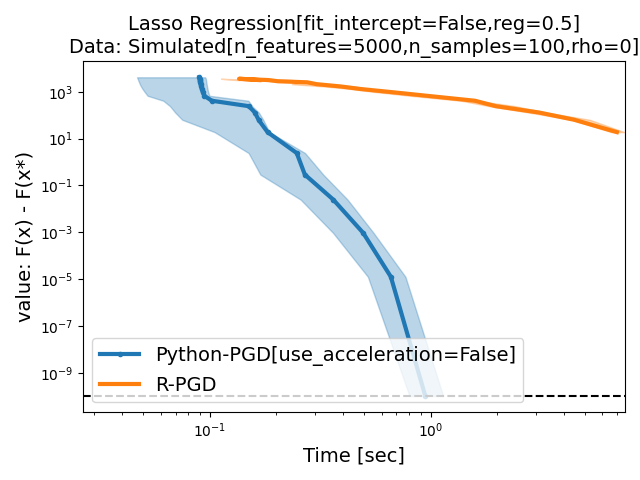 Lasso Regression[fit_intercept=False,reg=0.5]
Data: Simulated[n_features=5000,n_samples=100,rho=0]
value: F(x) - F(x*)
10³
10¹
10⁻¹
10⁻³
10⁻⁵
10⁻⁷
10⁻⁹
Python-PGD[use_acceleration=False]
R-PGD
10⁻¹
10⁰
Time [sec]